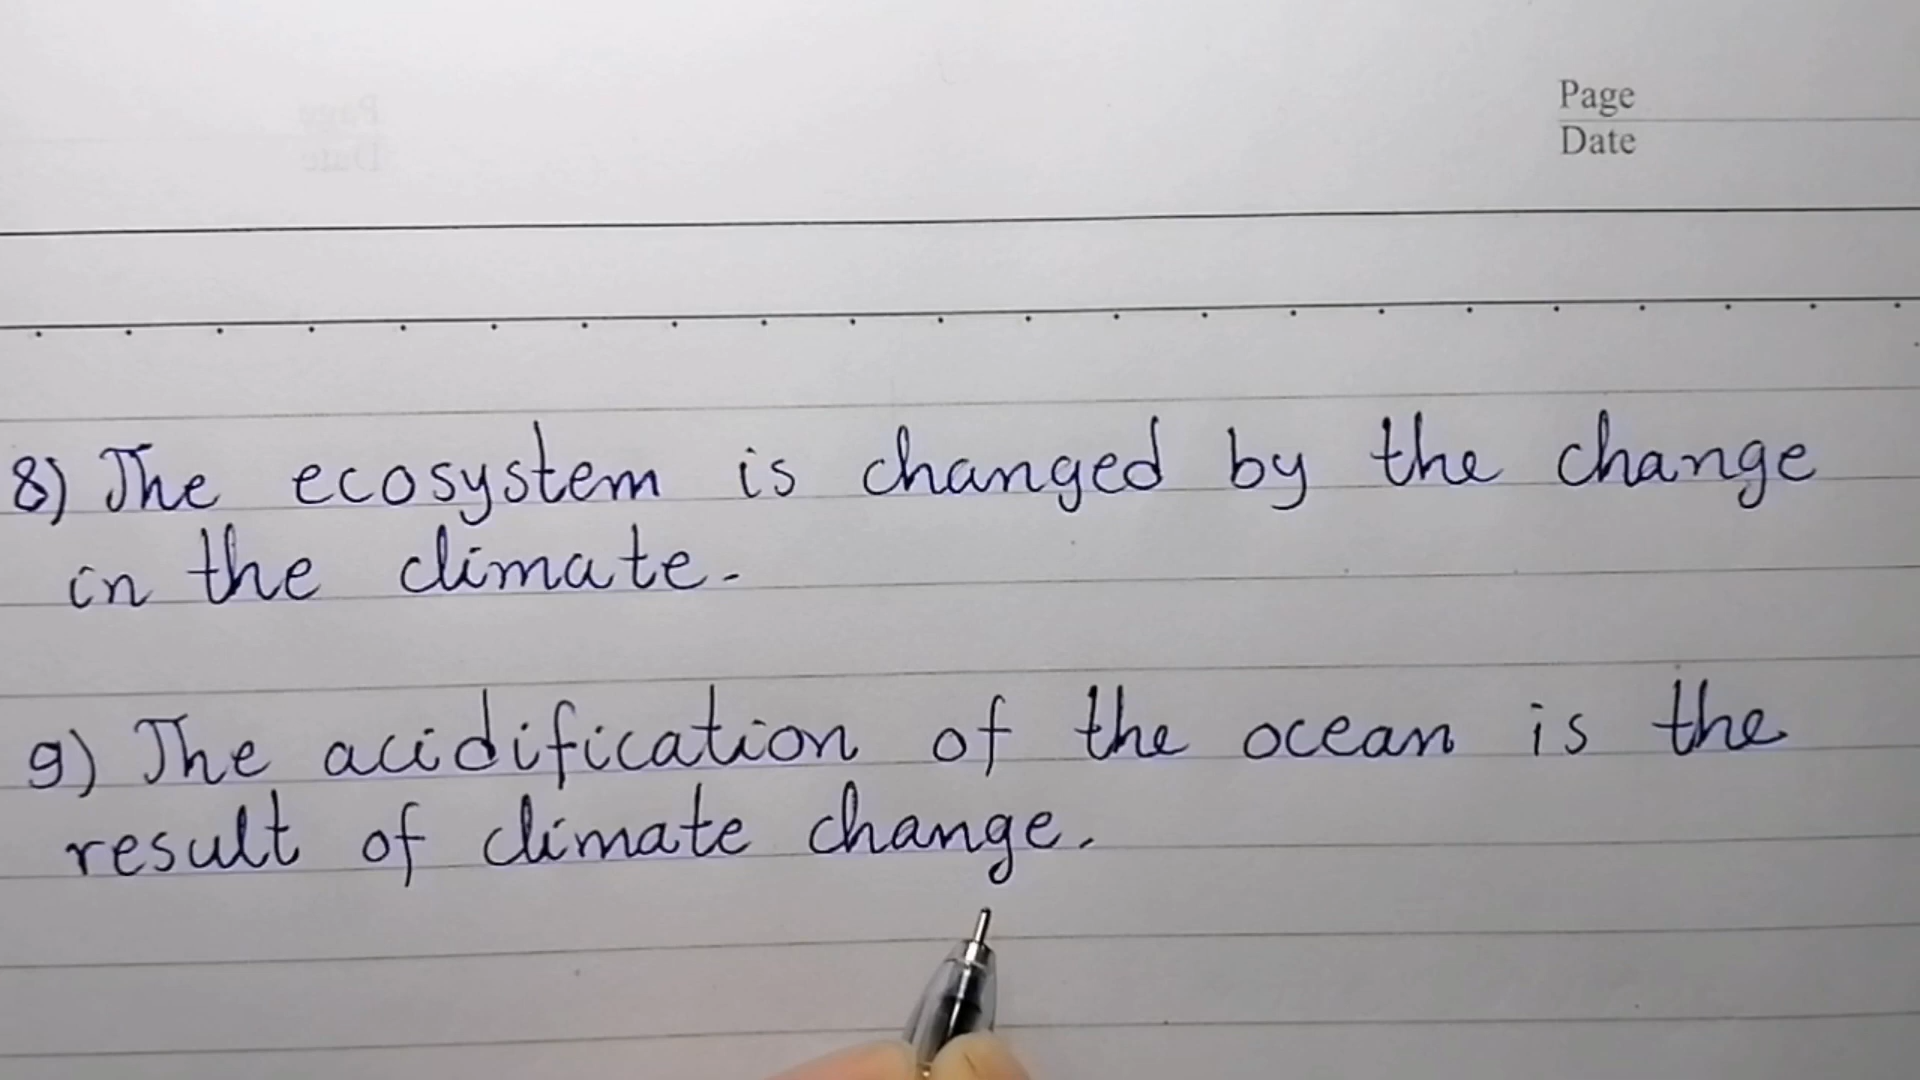 Page
Date
8) The ecosystem is changed by the change
in the climate.
9) The acidification of the ocean is the
result of climate change.